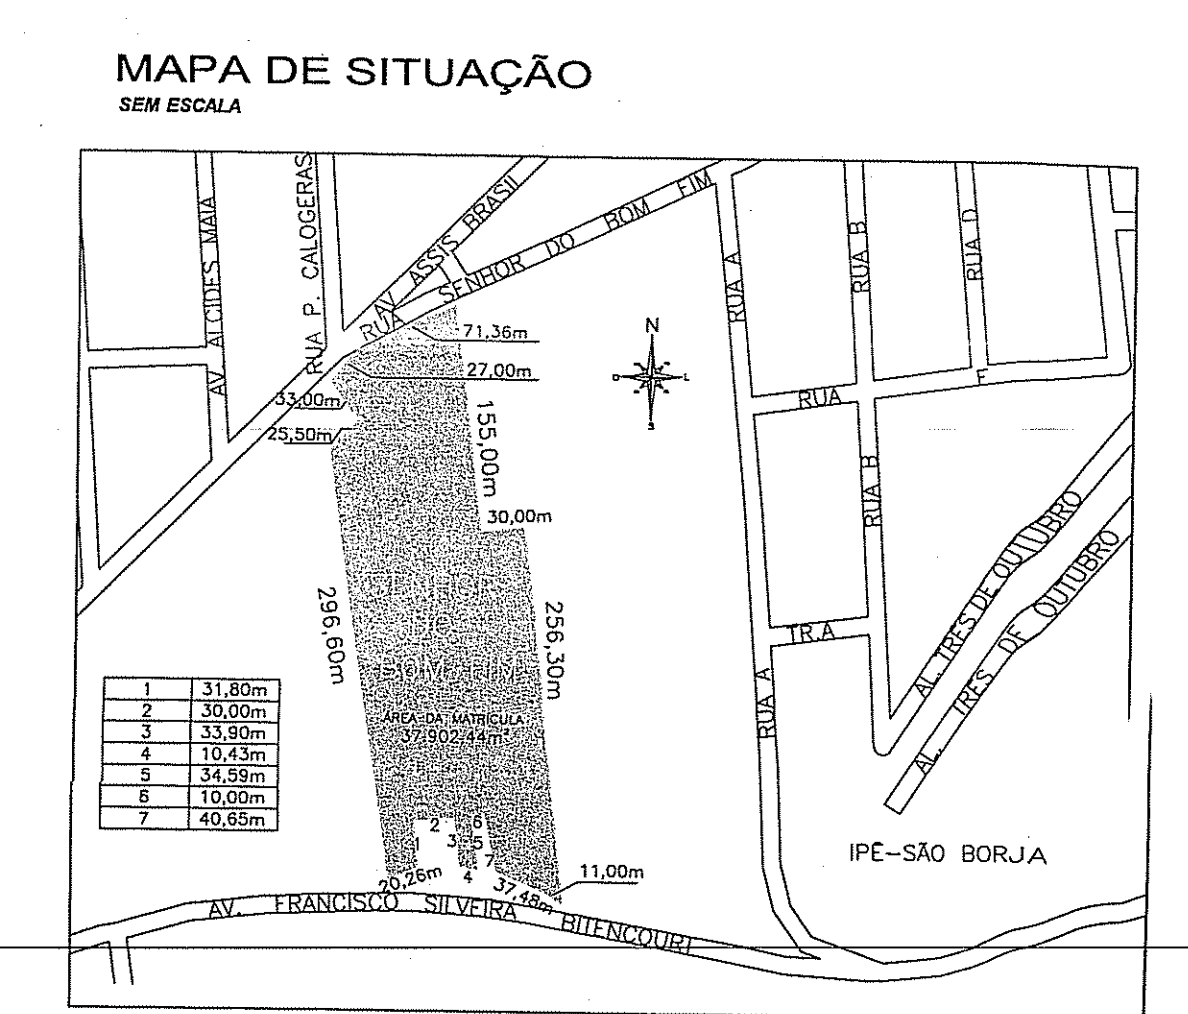 MAPA DE SITUAÇÃO
SEM ESCALA
AV. ALCIDES MAIA
RUA P. CALOGERAS
AV. ASSIS BRASIL
RUA SENHOR DO BOM FIM
RUA A
RUA B
RUA D
71,36m
27,00m
33,00m
25,50m
N
O
L
S
RUA F
155,00m
30,00m
RUA B
AL. TRES DE OUTUBRO
AL. TRES DE OUTUBRO
296,60m
256,30m
TR.A
RUA A
BOM FIM
ÁREA DA MATRÍCULA
37.902,44m²
1 31,80m
2 30,00m
3 33,90m
4 10,43m
5 34,59m
6 10,00m
7 40,65m
2
6
1
3
5
7
4
20,26m
37,48m
11,00m
IPÊ-SÃO BORJA
AV. FRANCISCO SILVEIRA BITENCOURT